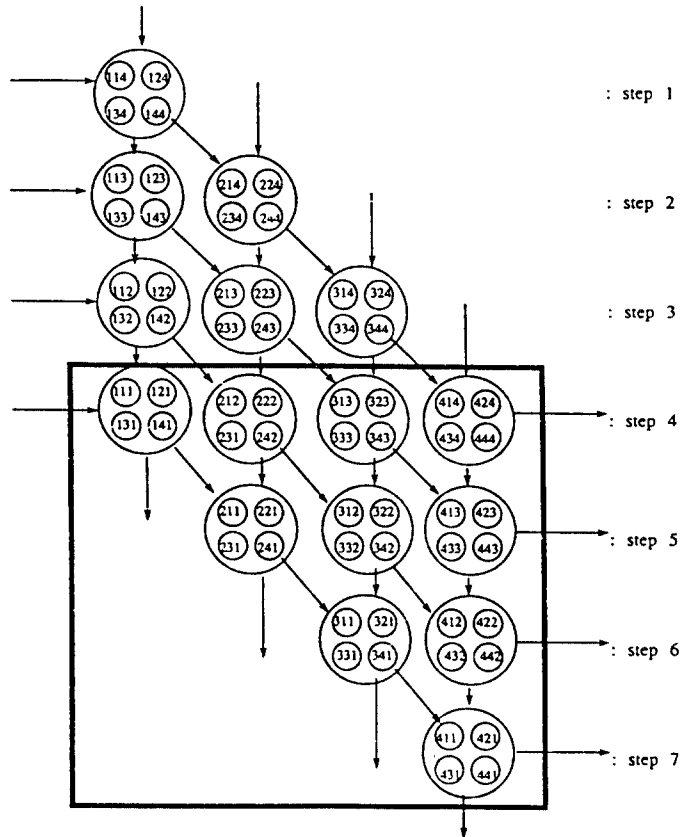 114 124 : step 1
134 144
113 123 214 224 : step 2
133 143 234 244
112 122 213 223 314 324 : step 3
132 142 233 243 334 344
111 121 212 222 313 323 414 424 : step 4
131 141 231 242 333 343 434 444
211 221 312 322 413 423 : step 5
231 241 332 342 433 443
311 321 412 422 : step 6
331 341 432 442
411 421 : step 7
431 441